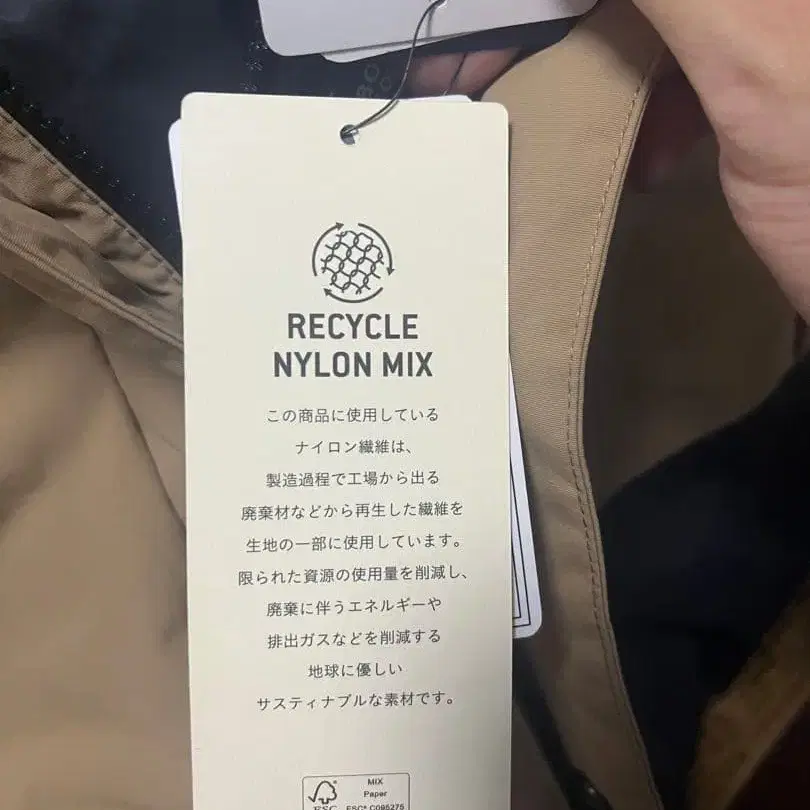 RECYCLE
NYLON MIX
この商品に使用している
ナイロン繊維は、
製造過程で工場から出る
廃棄材などから再生した繊維を
生地の一部に使用しています。
限られた資源の使用量を削減し、
廃棄に伴うエネルギーや
排出ガスなどを削減する
地球に優しい
サスティナブルな素材です。
MIX
Paper
FSC® C095275